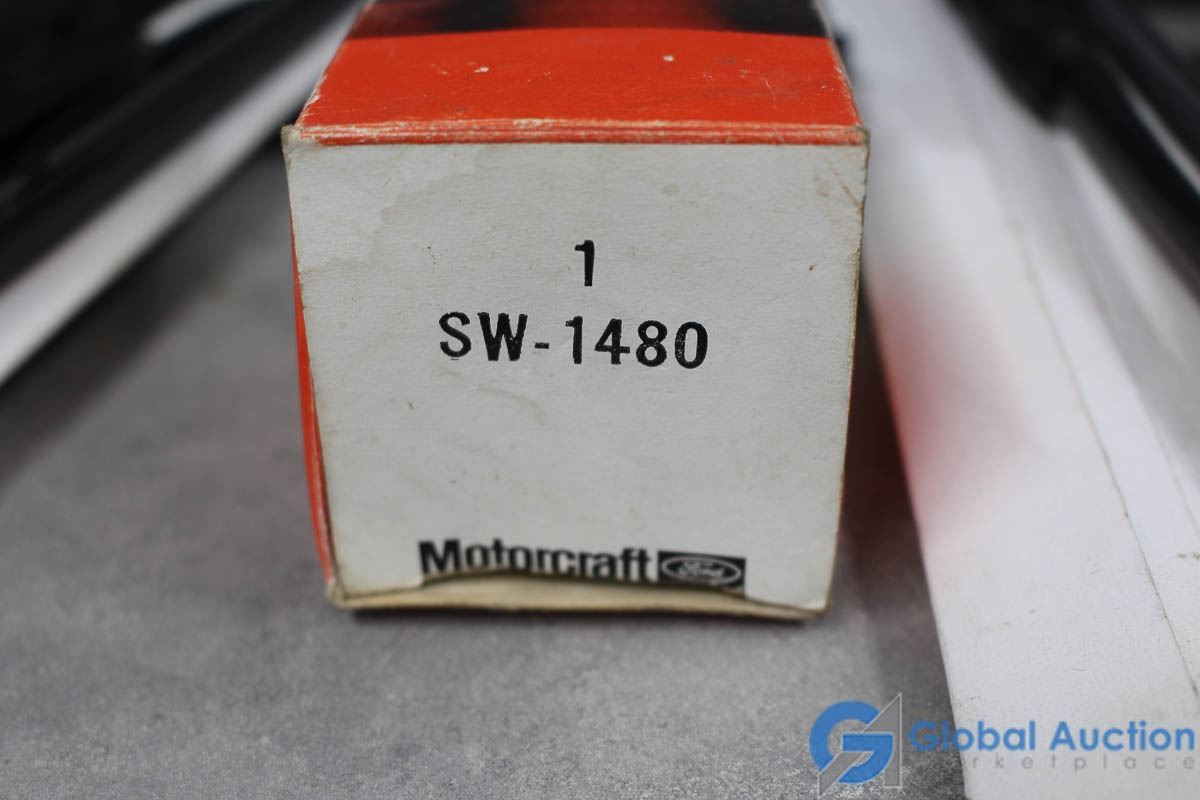 1
SW-1480
Motorcraft Ford
Global Auction
Marketplace